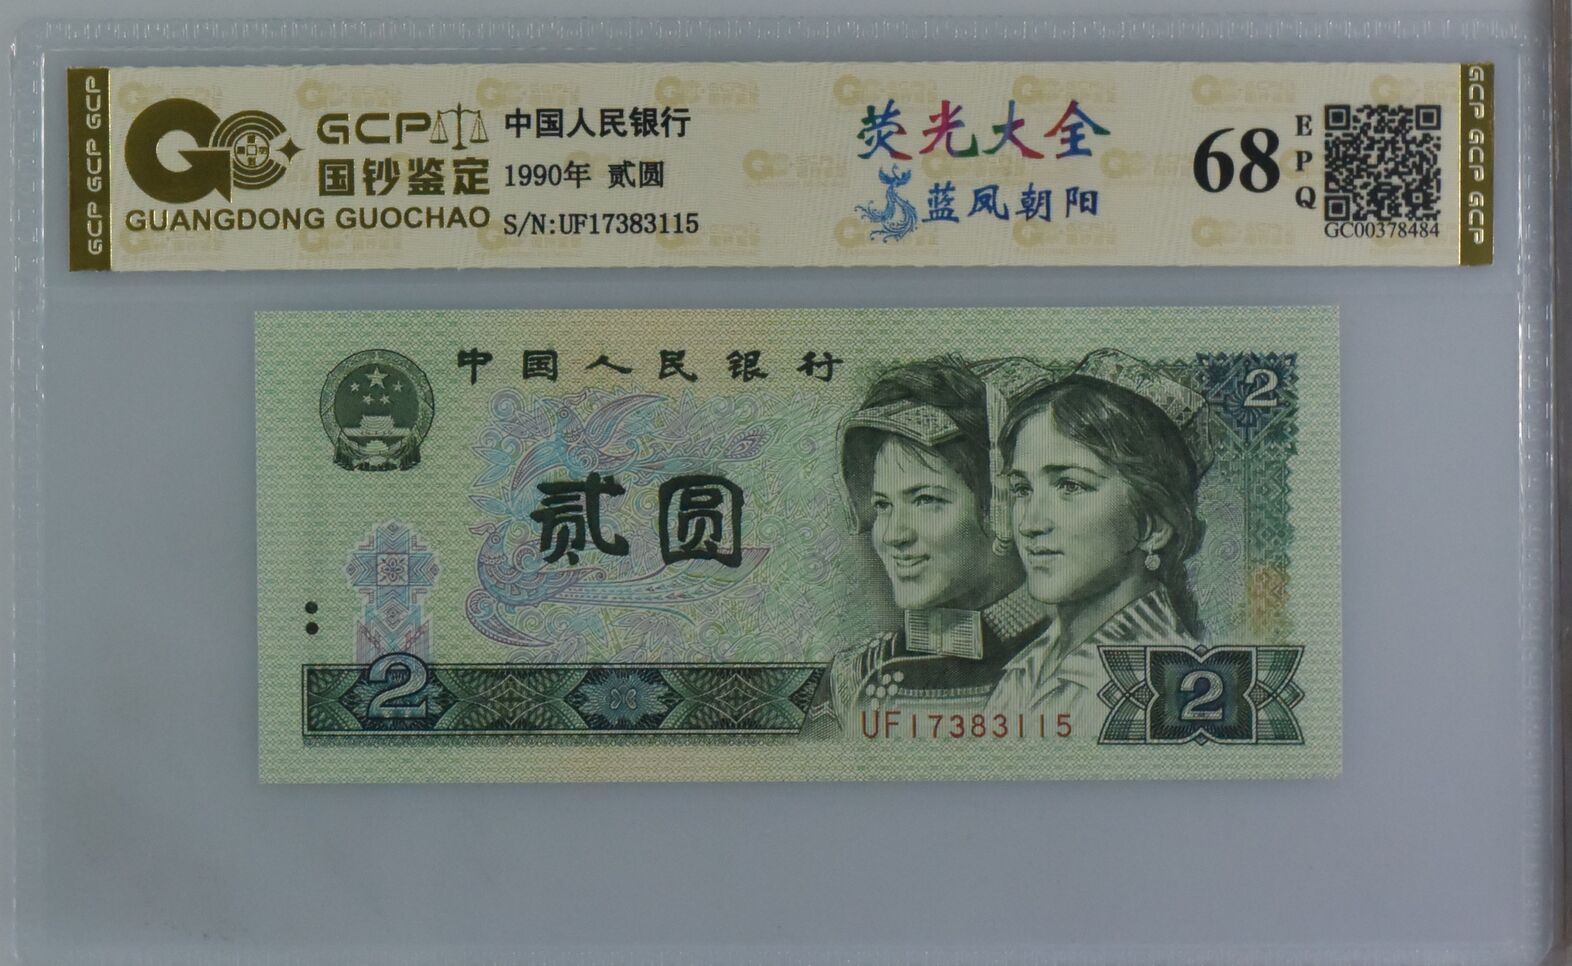 GCP GCP GCP
GCP
国钞鉴定
GUANGDONG GUOCHAO
中国人民银行
1990年 贰圆
S/N:UF17383115
荧光大全
蓝凤朝阳
68
EPQ
GC00378484
GCP GCP GCP
中国人民银行
2
贰圆
2
UF17383115
2